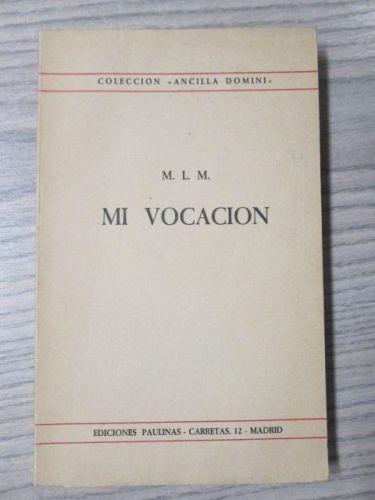 COLECCION «ANCILLA DOMINI»
M. L. M.
MI VOCACION
EDICIONES PAULINAS - CARRETAS, 12 - MADRID